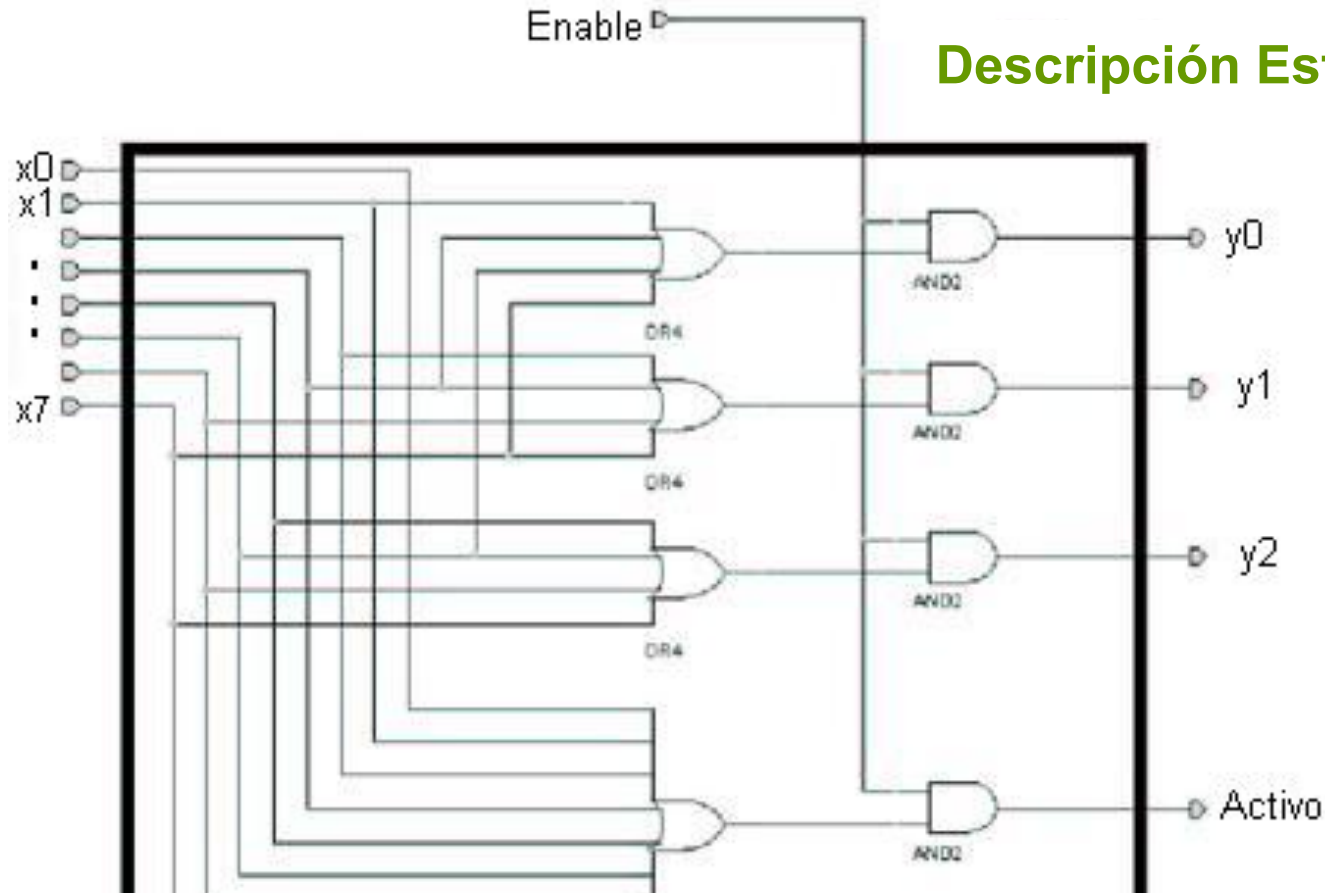 Enable
Descripción Es
x0
x1
x7
OR4
OR4
OR4
AND2
AND2
AND2
AND2
y0
y1
y2
Activo